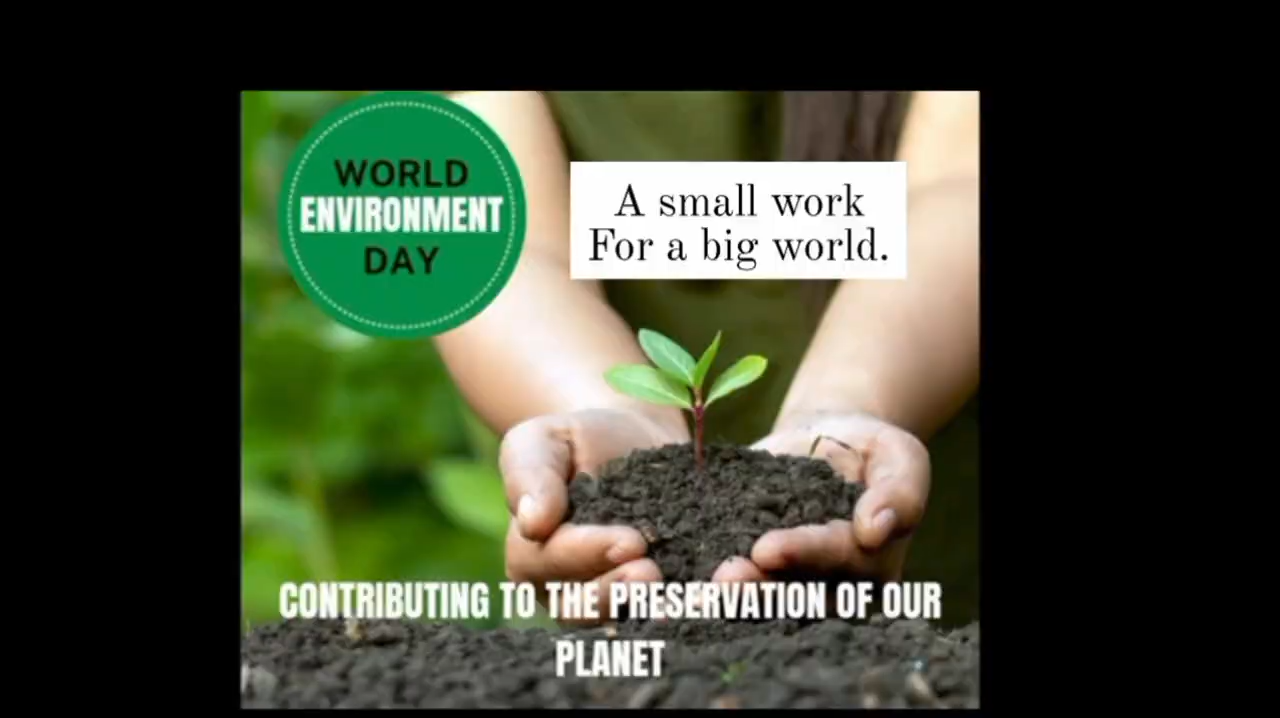 WORLD
ENVIRONMENT
DAY
A small work
For a big world.
CONTRIBUTING TO THE PRESERVATION OF OUR
PLANET